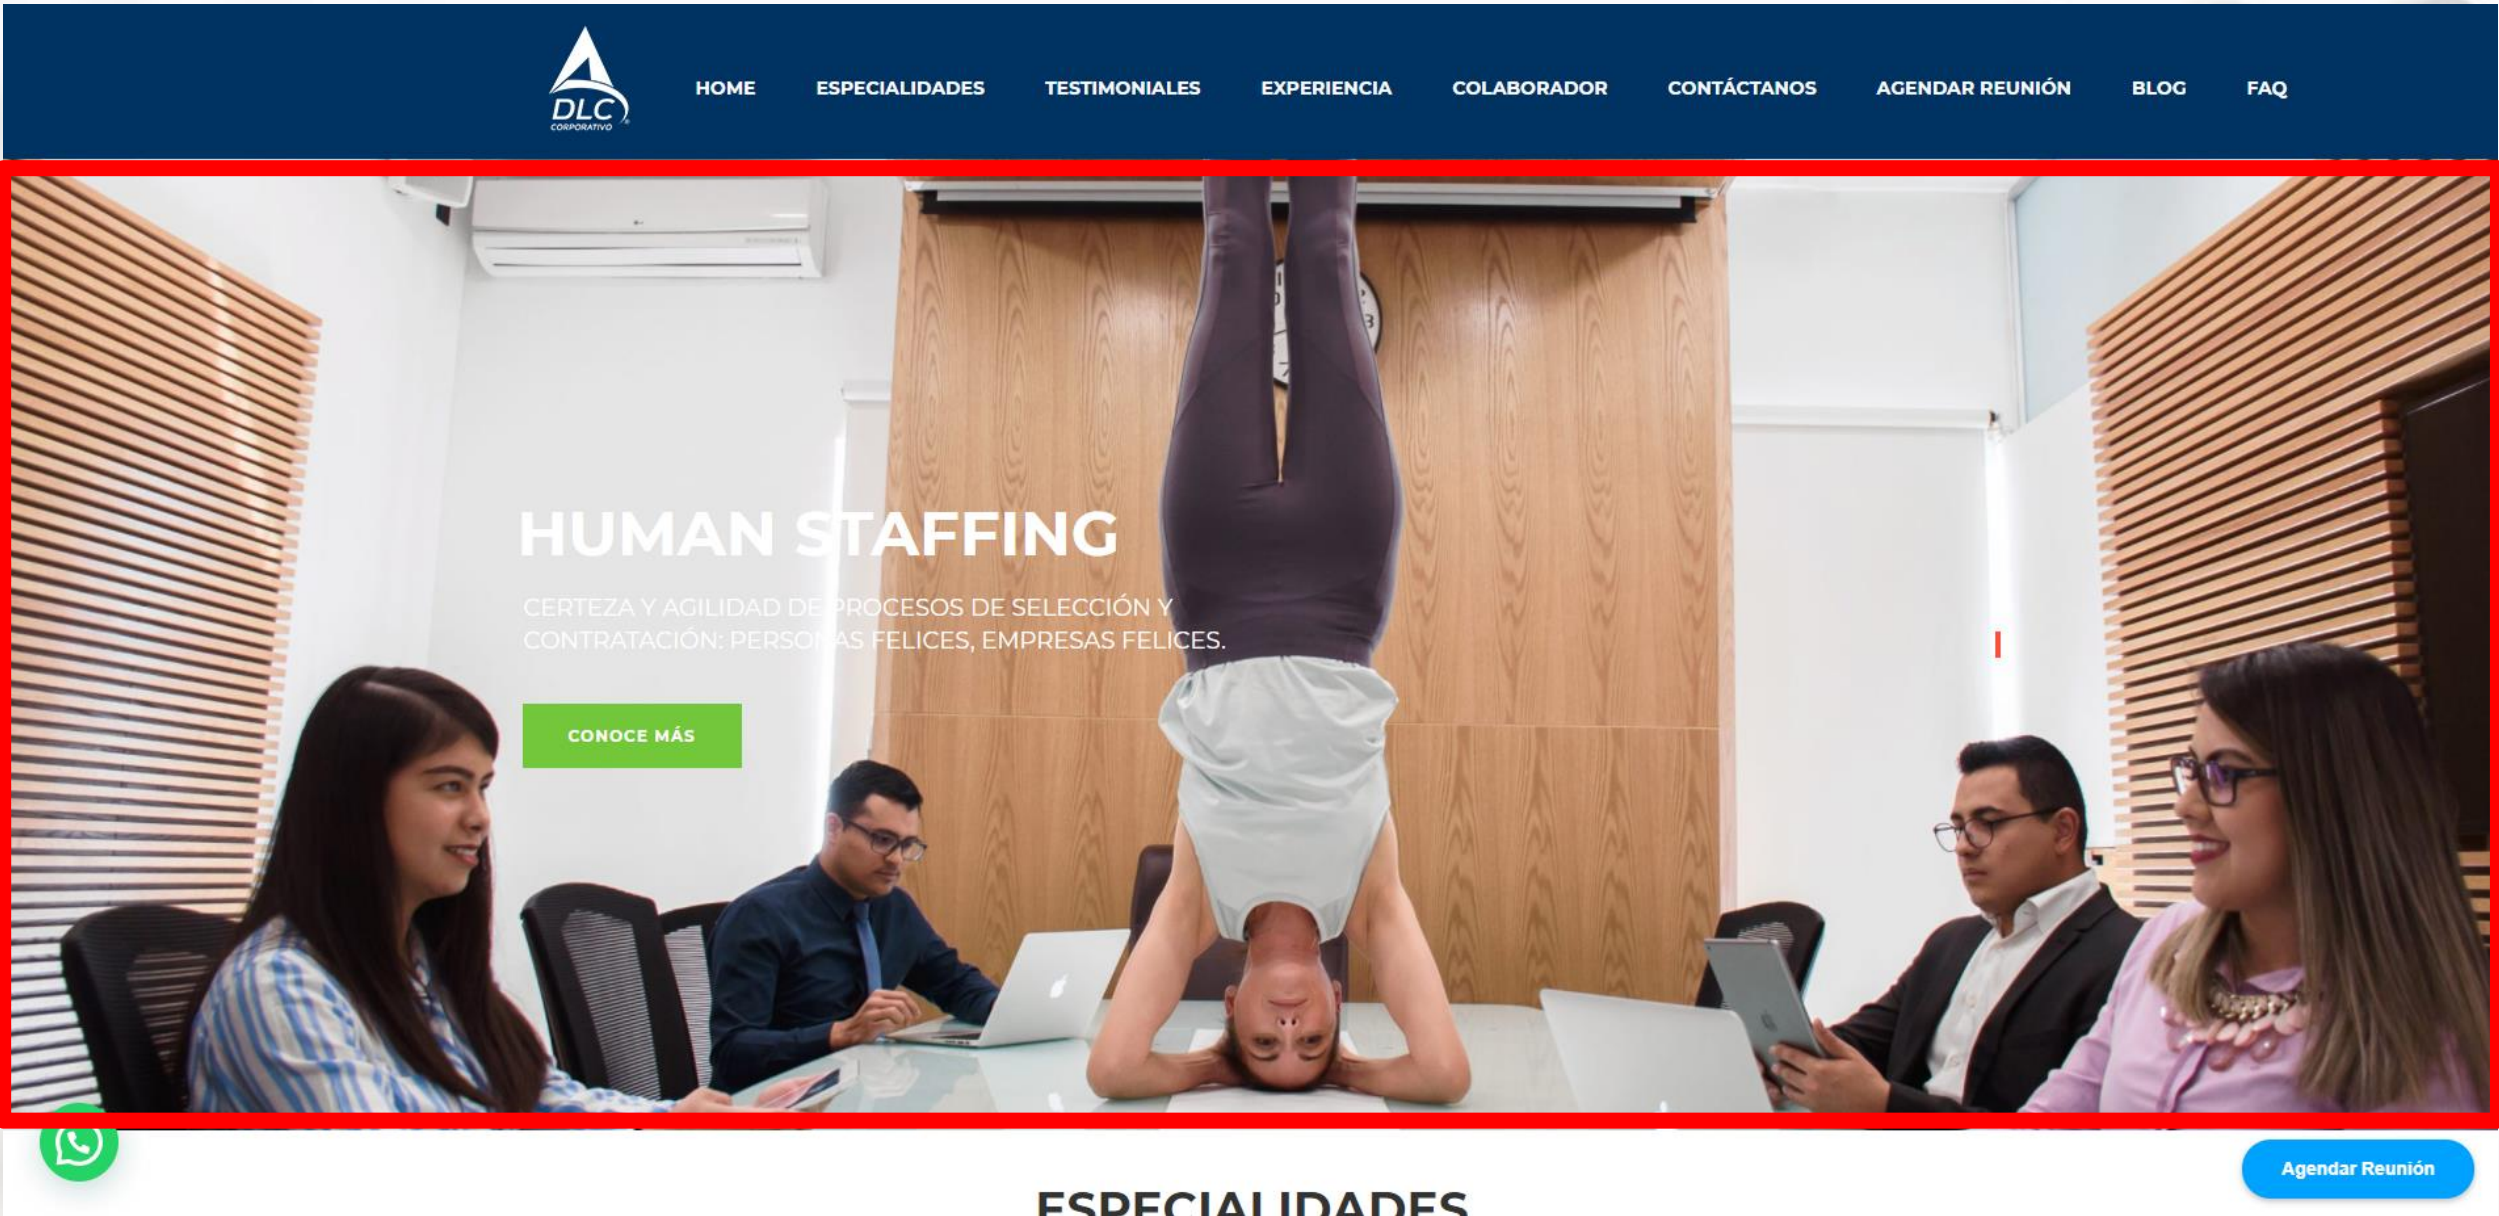 DLC
CORPORATIVO
HOME
ESPECIALIDADES
TESTIMONIALES
EXPERIENCIA
COLABORADOR
CONTÁCTANOS
AGENDAR REUNIÓN
BLOG
FAQ
HUMAN STAFFING
CERTEZA Y AGILIDAD DE PROCESOS DE SELECCIÓN Y
CONTRATACIÓN: PERSONAS FELICES, EMPRESAS FELICES.
CONOCE MÁS
Agendar Reunión
ESPECIALIDADES